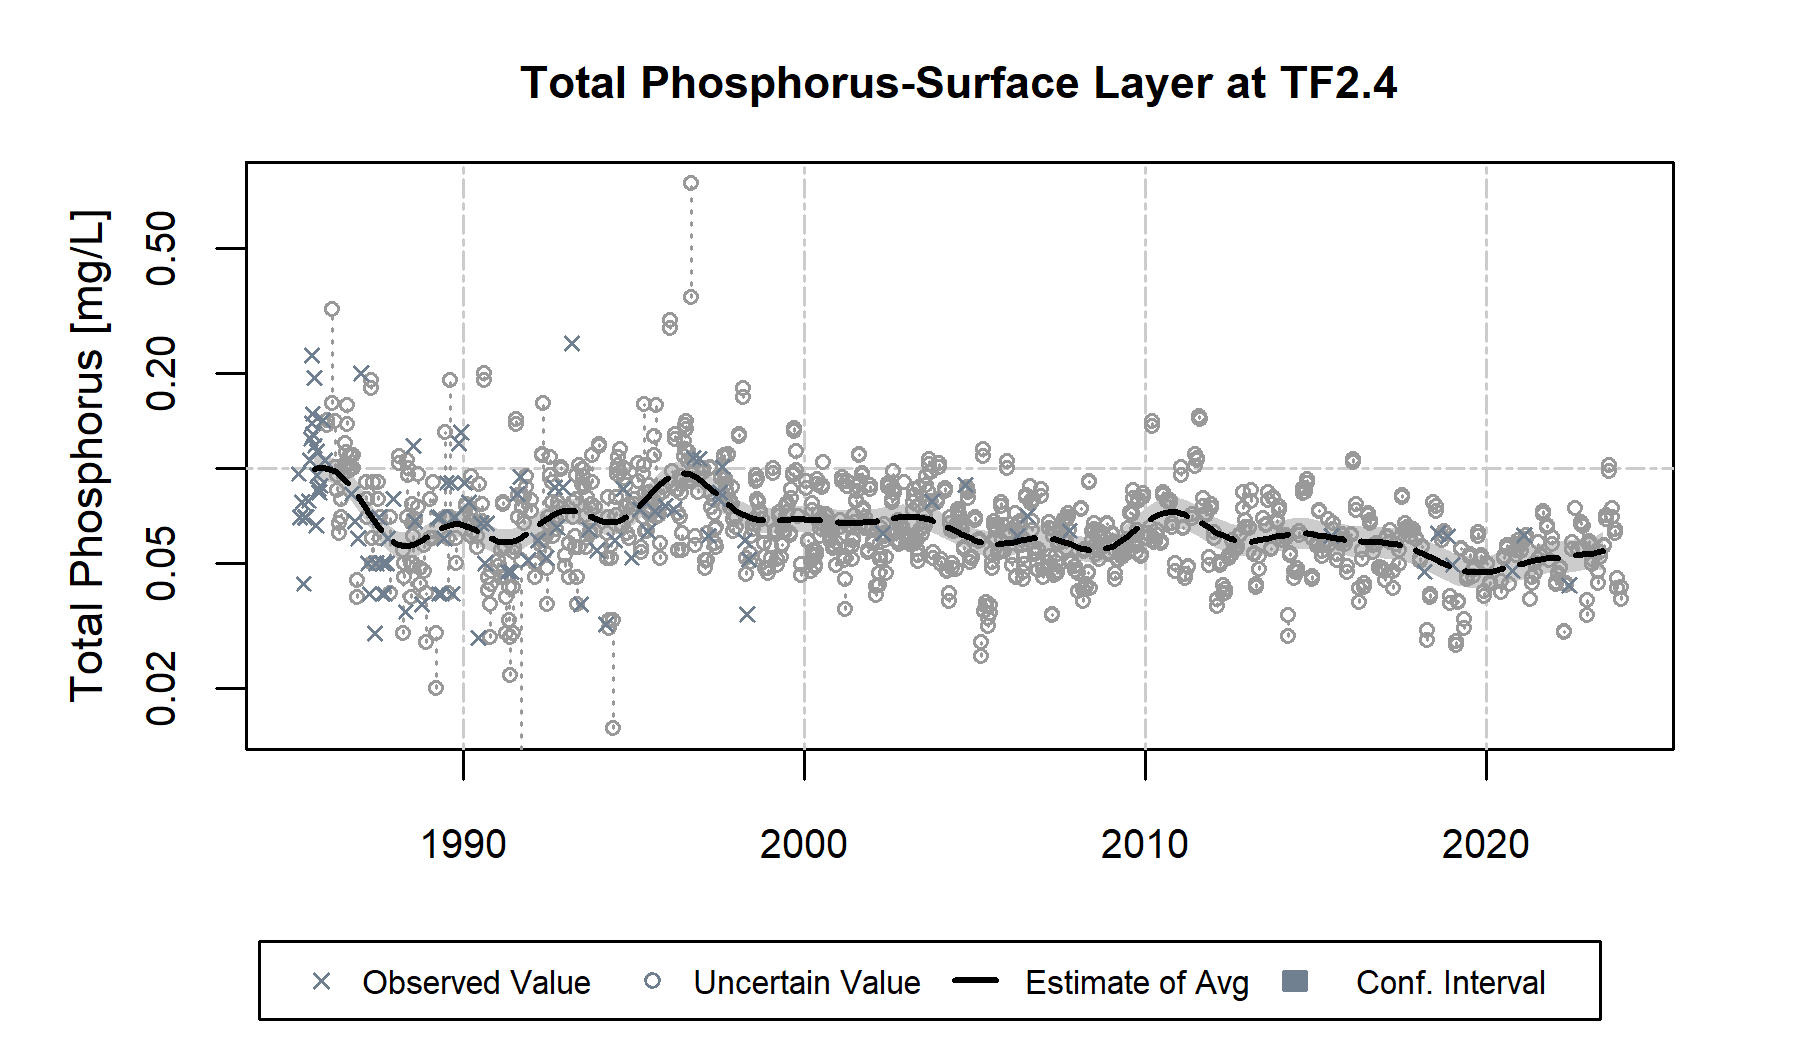 Total Phosphorus-Surface Layer at TF2.4
Total Phosphorus [mg/L]
0.50
0.20
0.05
0.02
1990 2000 2010 2020
Observed Value Uncertain Value Estimate of Avg Conf. Interval